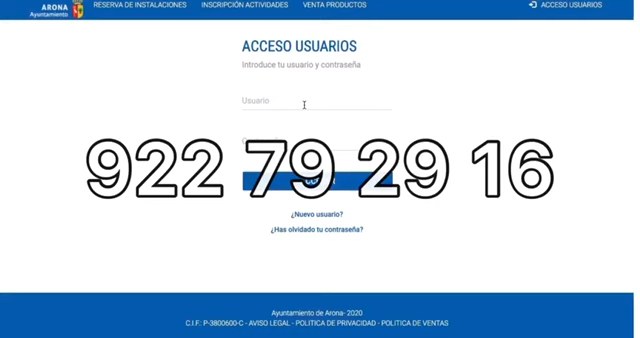 ARONA
Ayuntamiento
RESERVA DE INSTALACIONES INSCRIPCIÓN ACTIVIDADES VENTA PRODUCTOS ACCESO USUARIOS
ACCESO USUARIOS
Introduce tu usuario y contraseña
Usuario
922 79 29 16
¿Nuevo usuario?
¿Has olvidado tu contraseña?
Ayuntamiento de Arona- 2020
C.I.F.: P-3800600-C - AVISO LEGAL - POLITICA DE PRIVACIDAD - POLITICA DE VENTAS